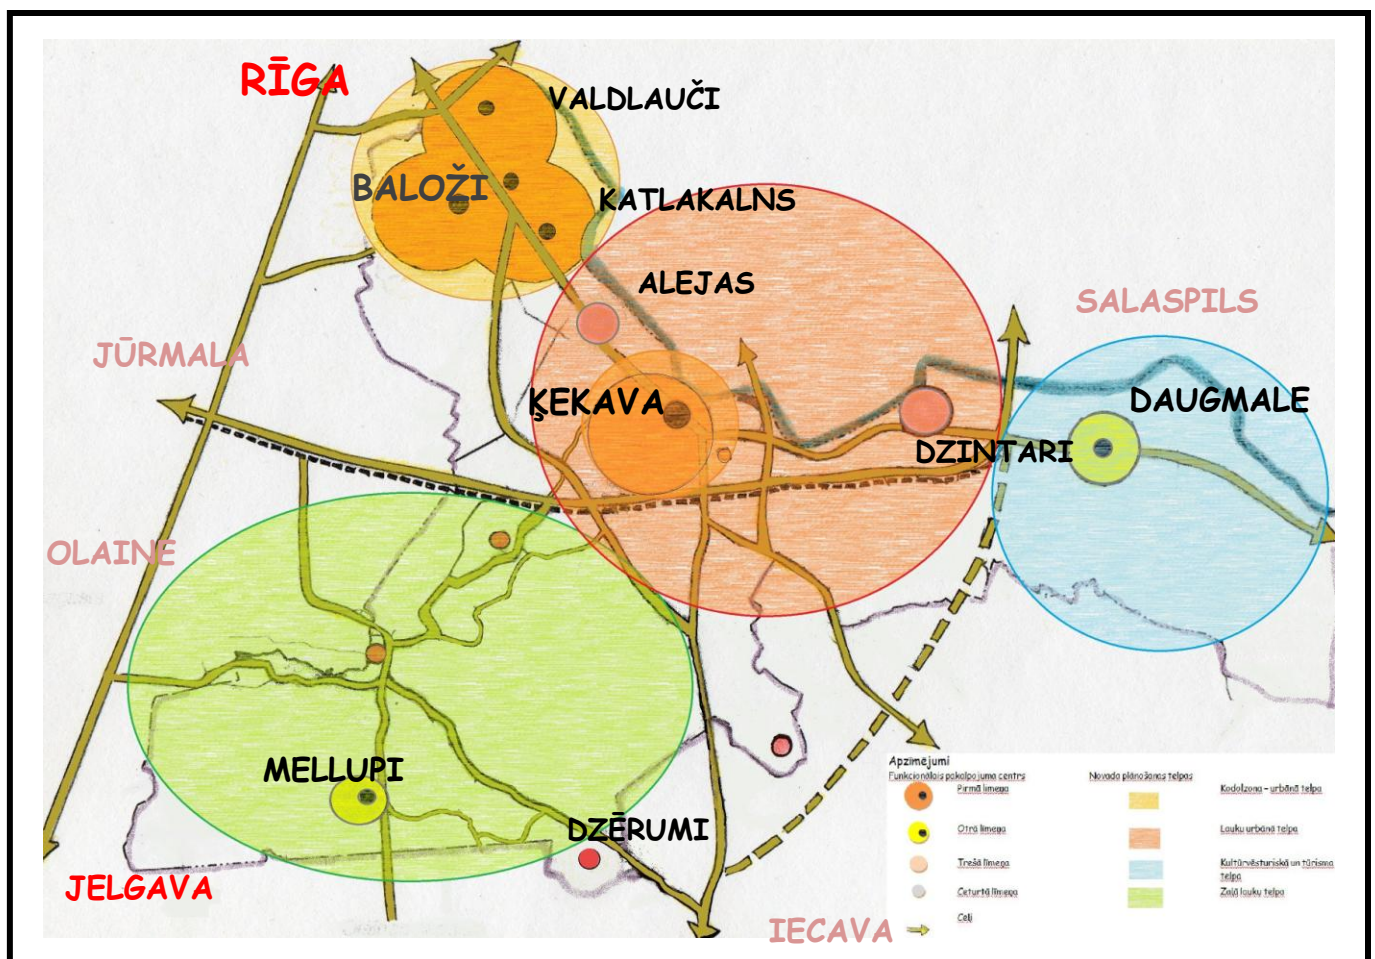 RĪGA
VALDLAUČI
BALOŽI
KATLAKALNS
ALEJAS
SALASPILS
JŪRMALA
ĶEKAVA
DAUGMALE
DZINTARI
OLAINE
MELLUPI
DZĒRUMI
JELGAVA
IECAVA
Apzīmējumi
Funkcionālais pakalpojuma centrs
Novada plānošanas telpas
Pirmā līmeņa
Kodolzona - urbānā telpa
Otrā līmeņa
Lauku urbānā telpa
Trešā līmeņa
Kultūrvēsturiskā un tūrisma
telpa
Ceturtā līmeņa
Zaļā lauku telpa
Ceļi